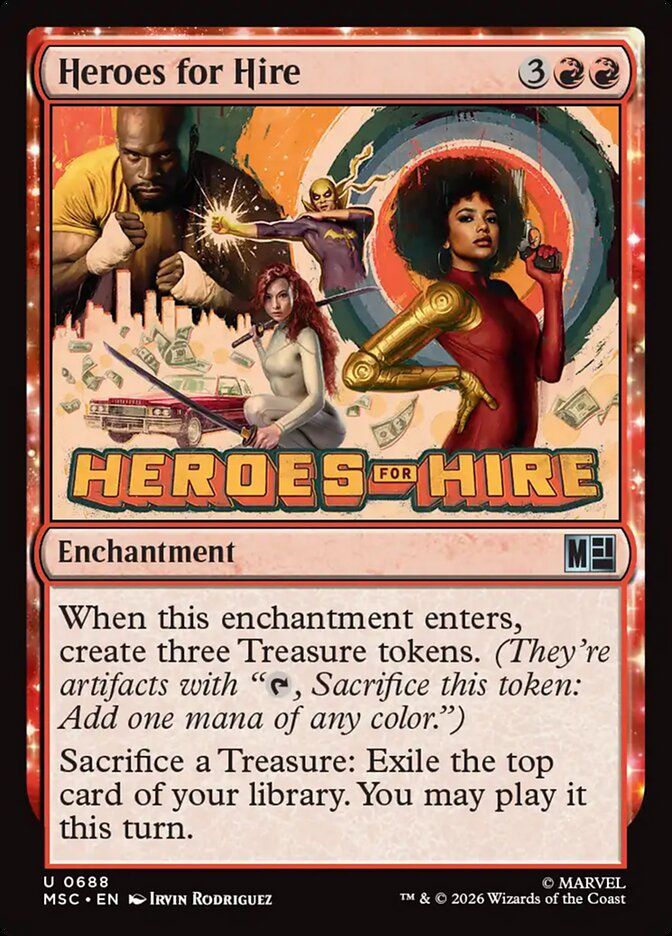 Heroes for Hire 3
HEROES FOR HIRE
Enchantment
When this enchantment enters,
create three Treasure tokens. (They're
artifacts with “, Sacrifice this token:
Add one mana of any color.”)
Sacrifice a Treasure: Exile the top
card of your library. You may play it
this turn.
U 0688
MSC • EN Irvin Rodriguez
© MARVEL
™ & © 2026 Wizards of the Coast